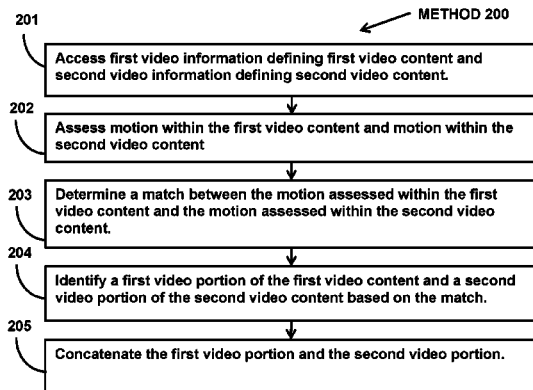 METHOD 200
201
Access first video information defining first video content and
second video information defining second video content.
202
Assess motion within the first video content and motion within the
second video content
203
Determine a match between the motion assessed within the first
video content and the motion assessed within the second video
content.
204
Identify a first video portion of the first content and a second
video portion of the second video content based on the match.
205
Concatenate the first video portion and the second video portion.